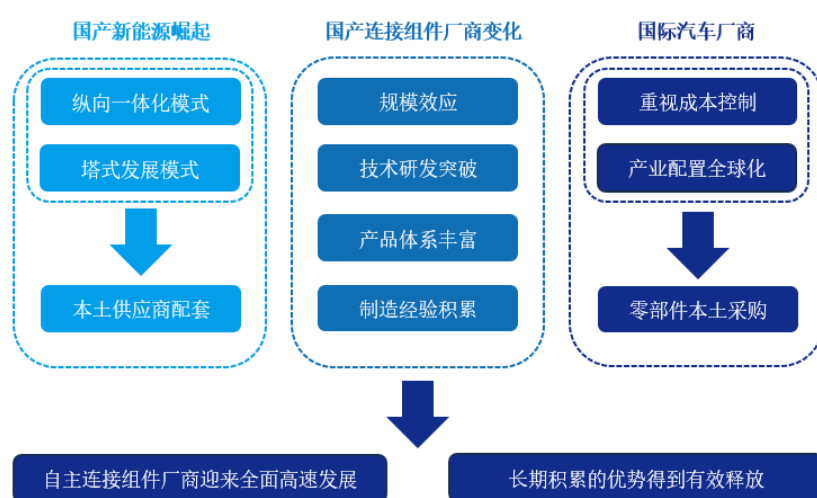 国产新能源崛起
纵向一体化模式
塔式发展模式
本土供应商配套
国产连接组件厂商变化
规模效应
技术研发突破
产品体系丰富
制造经验积累
国际汽车厂商
重视成本控制
产业配置全球化
零部件本土采购
自主连接组件厂商迎来全面高速发展
长期积累的优势得到有效释放